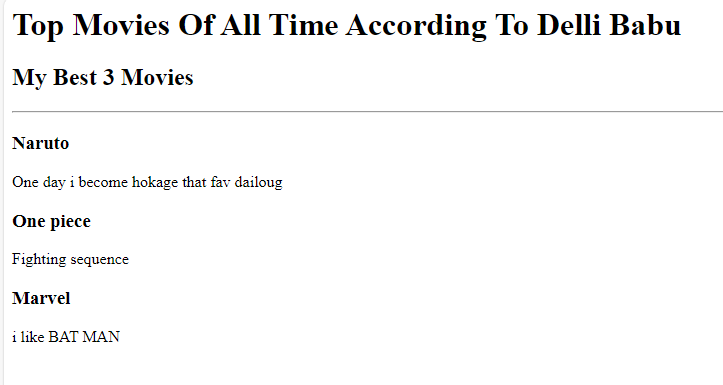 Top Movies Of All Time According To Delli Babu
My Best 3 Movies
Naruto
One day i become hokage that fav dailoug
One piece
Fighting sequence
Marvel
i like BAT MAN